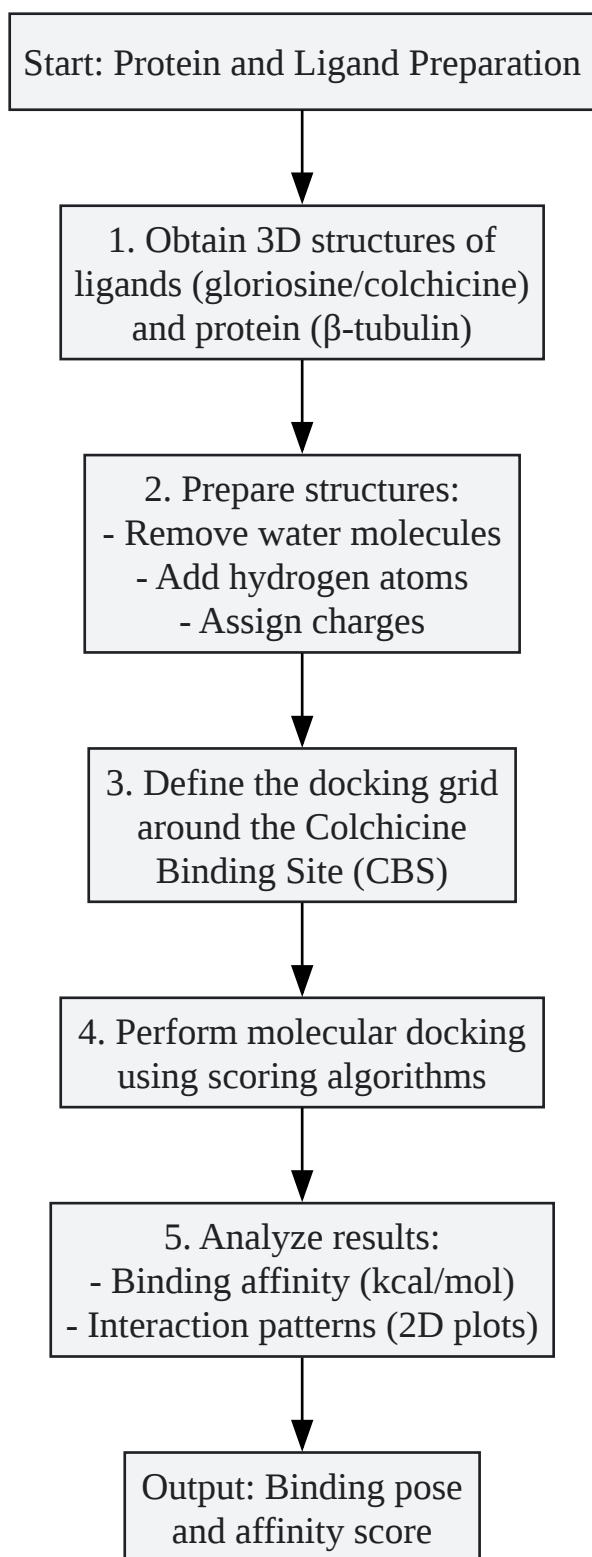 Start: Protein and Ligand Preparation
1. Obtain 3D structures of
ligands (gloriosine/colchicine)
and protein (β-tubulin)
2. Prepare structures:
- Remove water molecules
- Add hydrogen atoms
- Assign charges
3. Define the docking grid
around the Colchicine
Binding Site (CBS)
4. Perform molecular docking
using scoring algorithms
5. Analyze results:
- Binding affinity (kcal/mol)
- Interaction patterns (2D plots)
Output: Binding pose
and affinity score